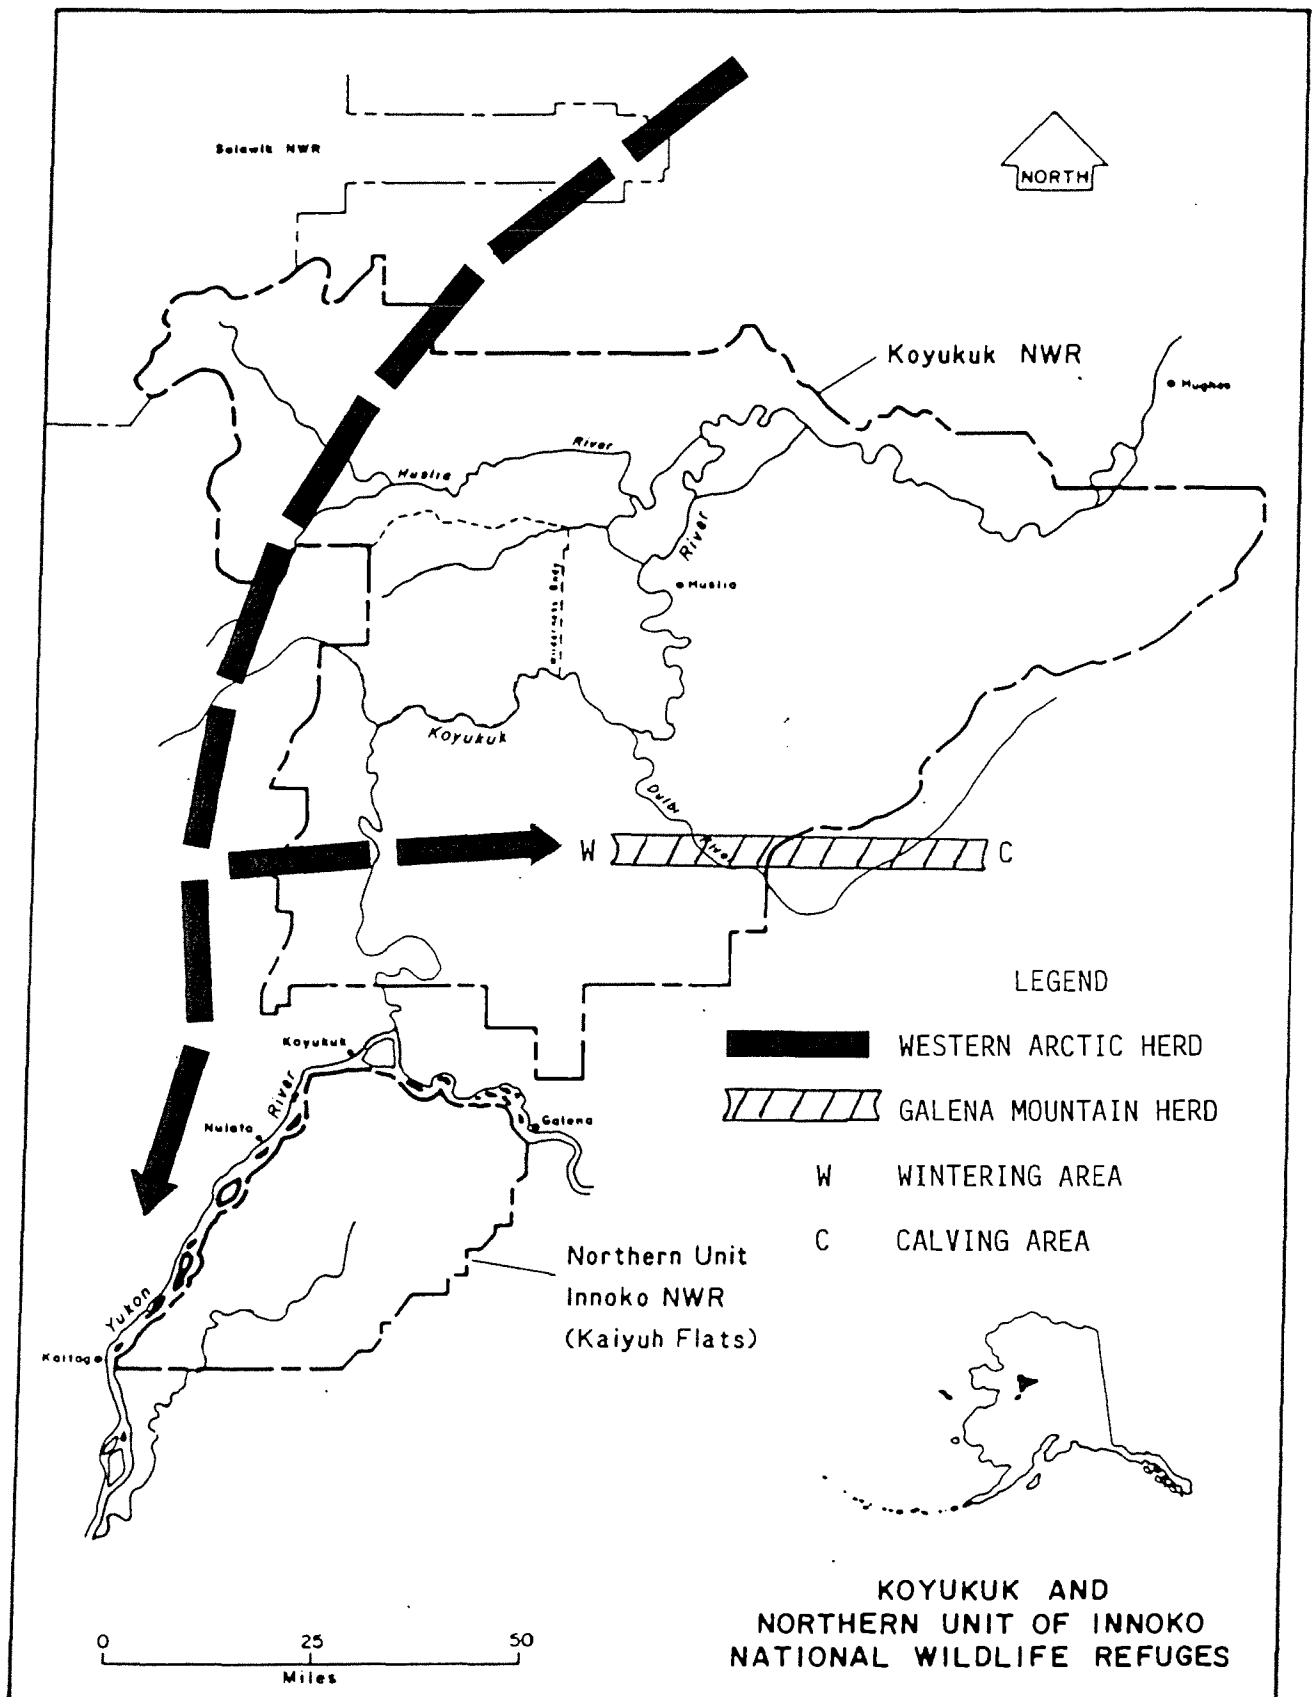 Selawik NWR
NORTH
Koyukuk NWR
Hughes
River
Huslia
River
Huslia
Wilderness Bndy
Koyukuk
Dulbi
River
W
C
LEGEND
WESTERN ARCTIC HERD
GALENA MOUNTAIN HERD
W WINTERING AREA
C CALVING AREA
Koyukuk
River
Nulato
Galena
Northern Unit
Innoko NWR
(Kaiyuh Flats)
Yukon
Kaltag
KOYUKUK AND
NORTHERN UNIT OF INNOKO
NATIONAL WILDLIFE REFUGES
0 25 50
Miles